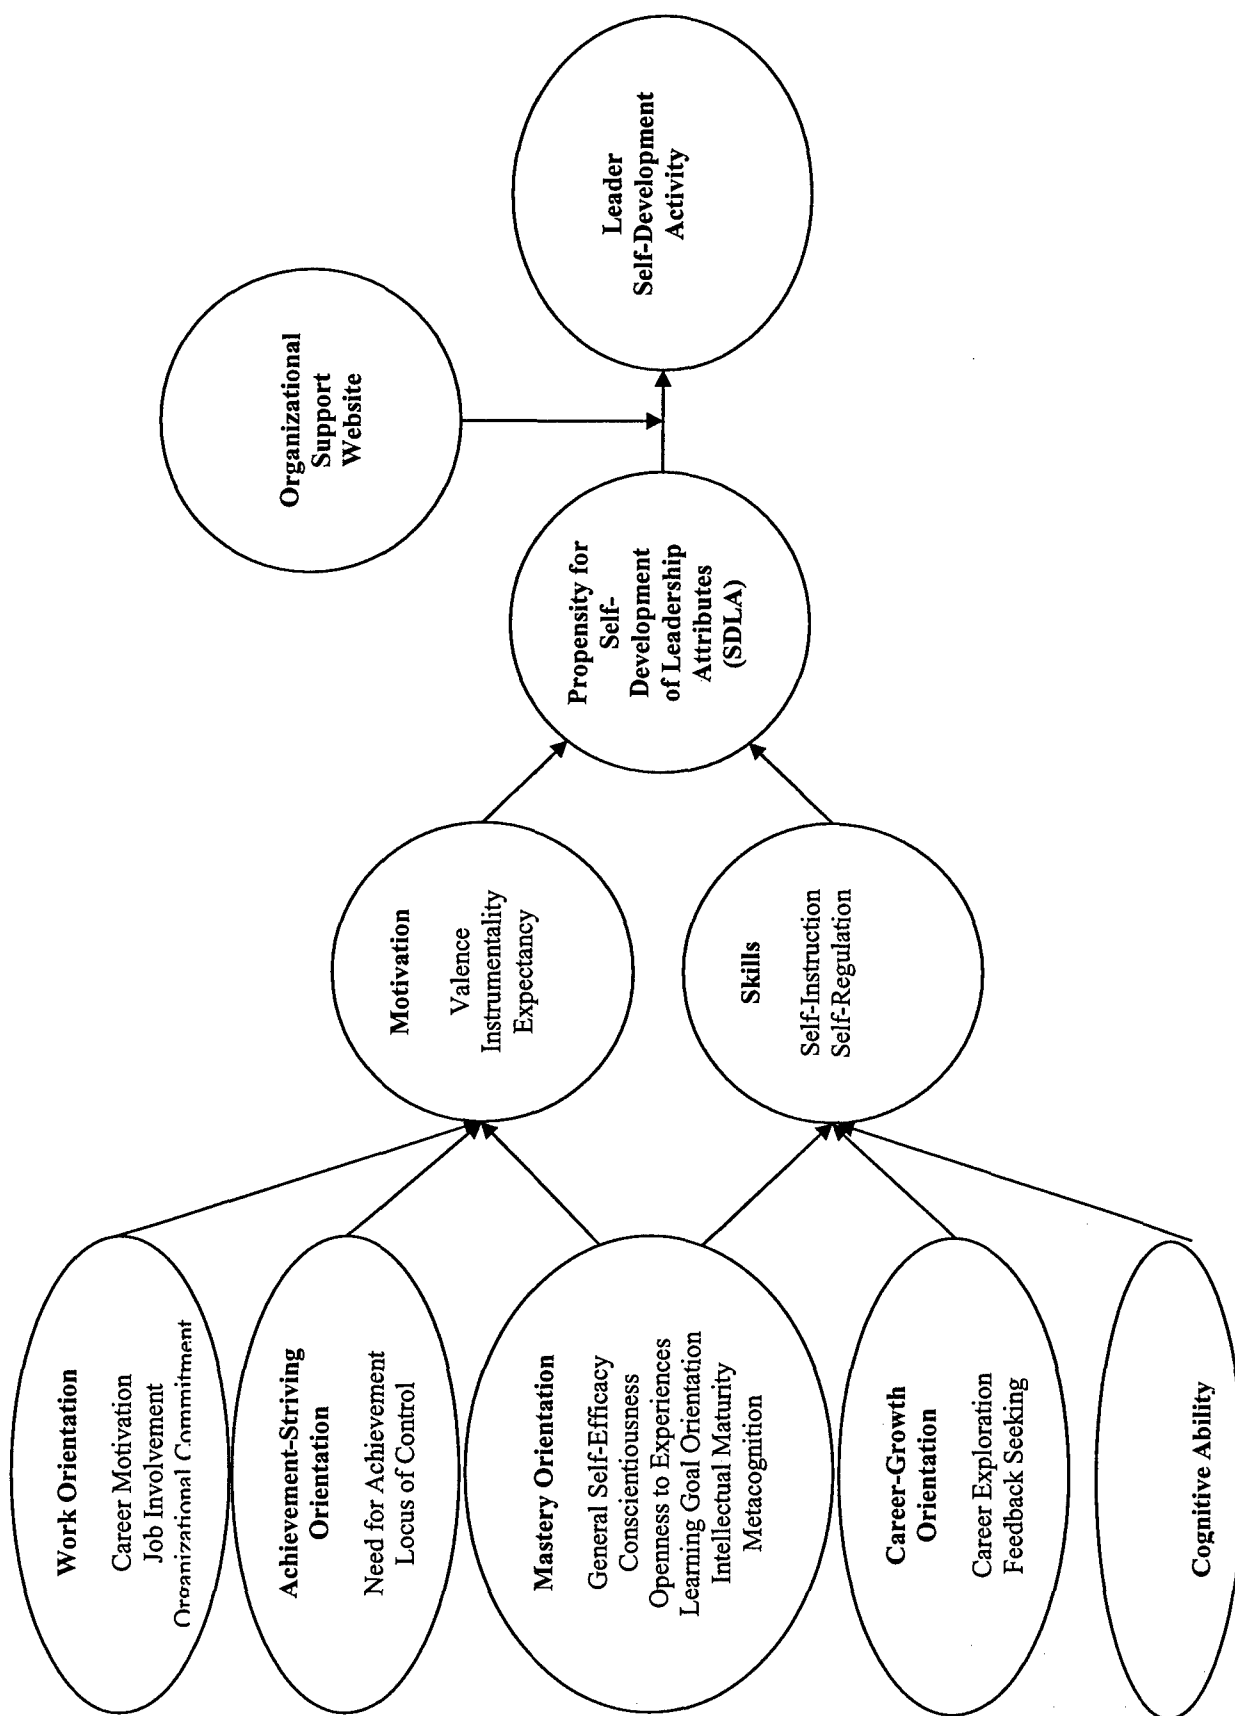 Work Orientation
Career Motivation
Job Involvement
Organizational Commitment
Achievement-Striving
Orientation
Need for Achievement
Locus of Control
Mastery Orientation
General Self-Efficacy
Conscientiousness
Openness to Experiences
Learning Goal Orientation
Intellectual Maturity
Metacognition
Career-Growth
Orientation
Career Exploration
Feedback Seeking
Cognitive Ability
Motivation
Valence
Instrumentality
Expectancy
Skills
Self-Instruction
Self-Regulation
Propensity for
Self-
Development
of Leadership
Attributes
(SDLA)
Organizational
Support
Website
Leader
Self-Development
Activity